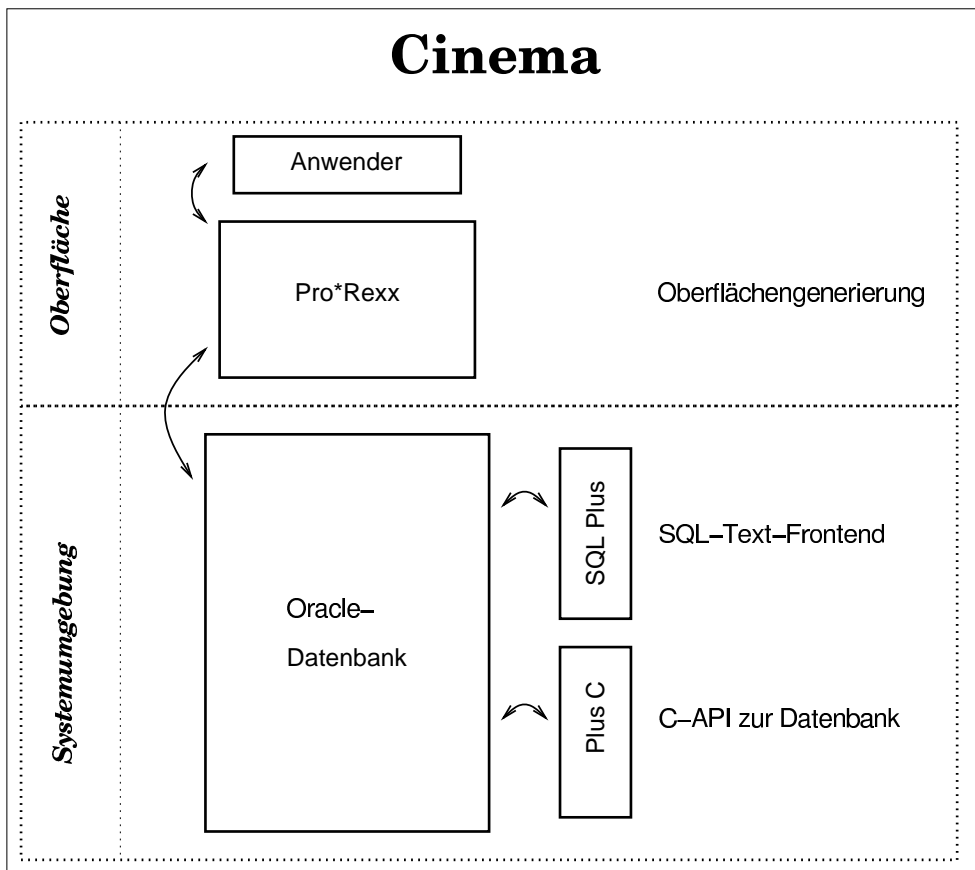 Cinema
Oberfläche
Anwender
Pro*Rexx
Oberflächengenerierung
Systemumgebung
Oracle–
Datenbank
SQL Plus
SQL–Text–Frontend
Plus C
C–API zur Datenbank